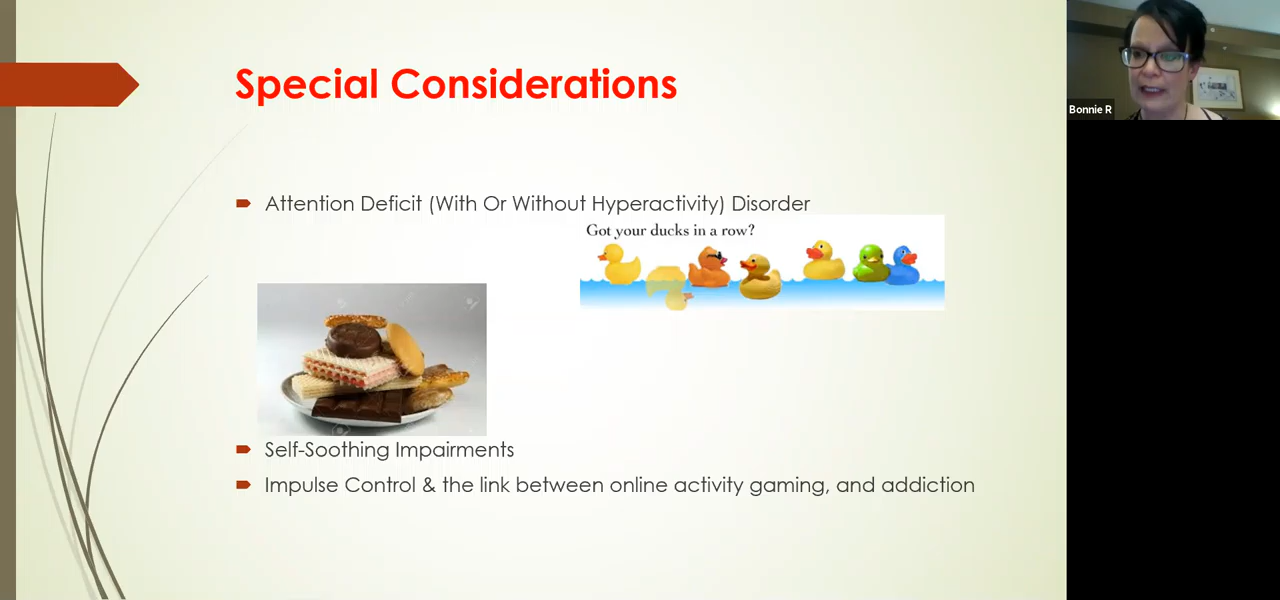 Special Considerations
Bonnie R
Attention Deficit (With Or Without Hyperactivity) Disorder
Got your ducks in a row?
Self-Soothing Impairments
Impulse Control & the link between online activity gaming, and addiction